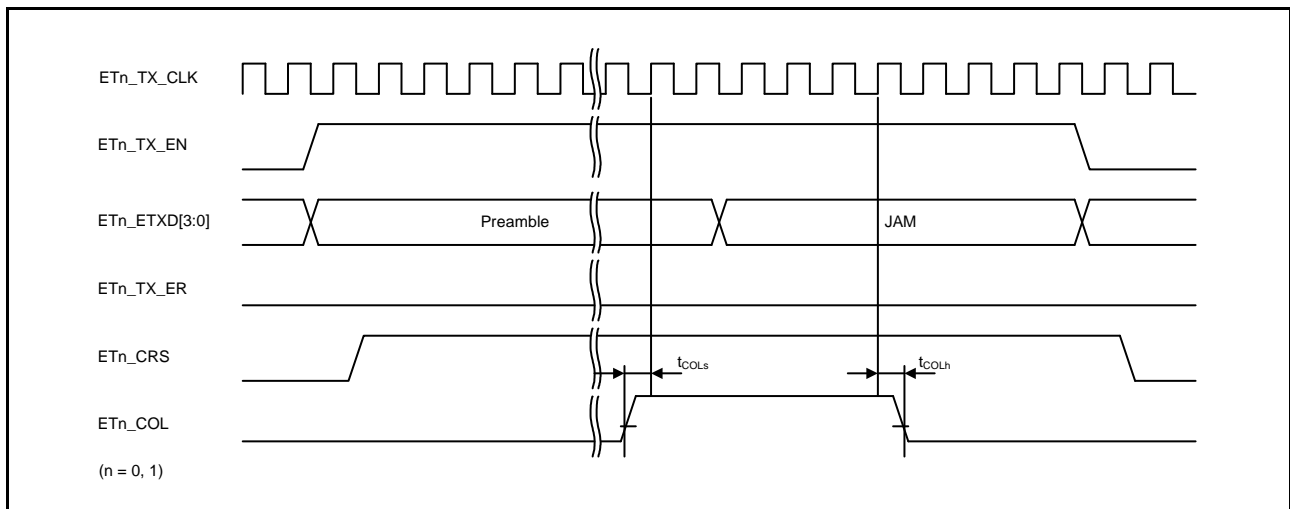 ETn_TX_CLK
ETn_TX_EN
ETn_ETXD[3:0]
Preamble
JAM
ETn_TX_ER
ETn_CRS
tCOLs
tCOLh
ETn_COL
(n = 0, 1)